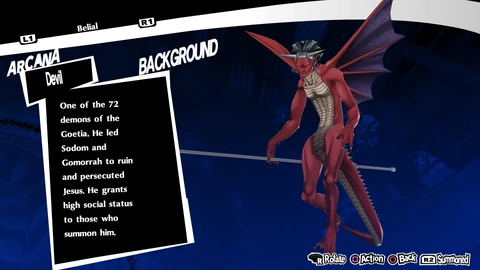 L1 Belial R1
ARCANA
Devil
BACKGROUND
One of the 72
demons of the
Goetia. He led
Sodom and
Gomorrah to ruin
and persecuted
Jesus. He grants
high social status
to those who
summon him.
R Rotate Action Back R2 Summoned